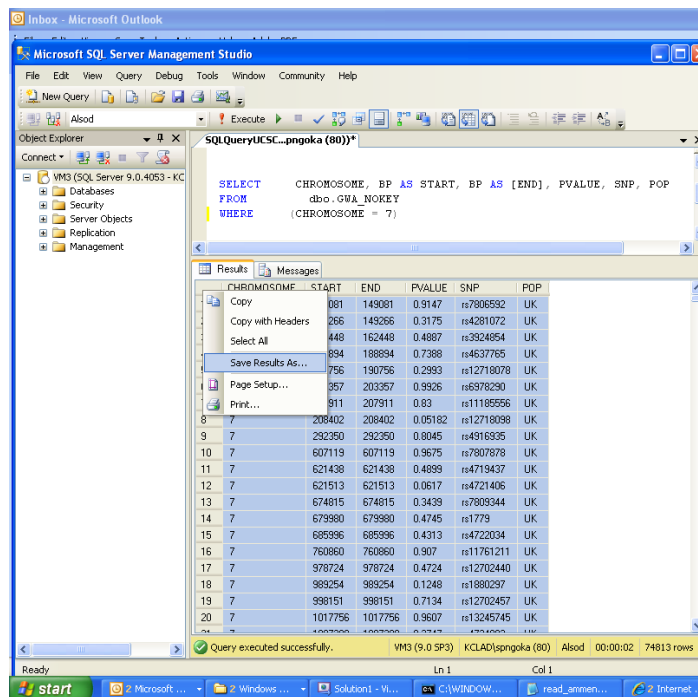 Inbox - Microsoft Outlook
Microsoft SQL Server Management Studio
File Edit View Query Debug Tools Window Community Help
New Query
Alsod Execute
Object Explorer
SQLQueryUCSC...pngoka (80))*
Connect
VM3 (SQL Server 9.0.4053 - KC
Databases
Security
Server Objects
Replication
Management
SELECT CHROMOSOME, BP AS START, BP AS [END], PVALUE, SNP, POP
FROM dbo.GWA_NOKEY
WHERE (CHROMOSOME = 7)
Results Messages
CHROMOSOME START END PVALUE SNP POP
Copy
Copy with Headers
Select All
Save Results As...
Page Setup...
Print...
081 149081 0.9147 rs7806592 UK
266 149266 0.3175 rs4281072 UK
448 162448 0.4887 rs3924854 UK
894 188894 0.7388 rs4637765 UK
756 190756 0.2993 rs12718078 UK
357 203357 0.9926 rs6978290 UK
911 207911 0.83 rs11185556 UK
8 7 208402 208402 0.05182 rs12718098 UK
9 7 292350 292350 0.8045 rs4916935 UK
10 7 607119 607119 0.9675 rs7807878 UK
11 7 621438 621438 0.4899 rs4719437 UK
12 7 621513 621513 0.0617 rs4721406 UK
13 7 674815 674815 0.3439 rs7809344 UK
14 7 679980 679980 0.4745 rs1779 UK
15 7 685996 685996 0.4313 rs4722034 UK
16 7 760860 760860 0.907 rs11761211 UK
17 7 978724 978724 0.4724 rs12702440 UK
18 7 989254 989254 0.1248 rs1880297 UK
19 7 998151 998151 0.7134 rs12702457 UK
20 7 1017756 1017756 0.9607 rs13245745 UK
Query executed successfully. VM3 (9.0 SP3) KCLAD\spngoka (80) Alsod 00:00:02 74813 rows
Ready Ln 1 Col 1
start 2 Microsoft ... 2 Windows ... Solution1 - Vi... C:\WINDOW... read_ammen... 2 Internet